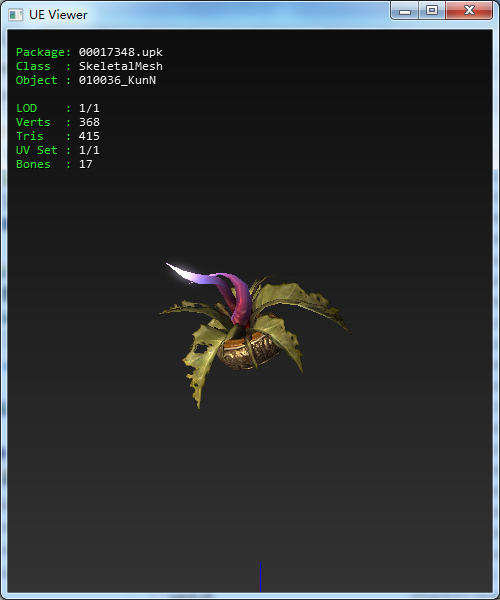 UE Viewer
Package: 00017348.upk
Class : SkeletalMesh
Object : 010036_KunN
LOD : 1/1
Verts : 368
Tris : 415
UV Set : 1/1
Bones : 17